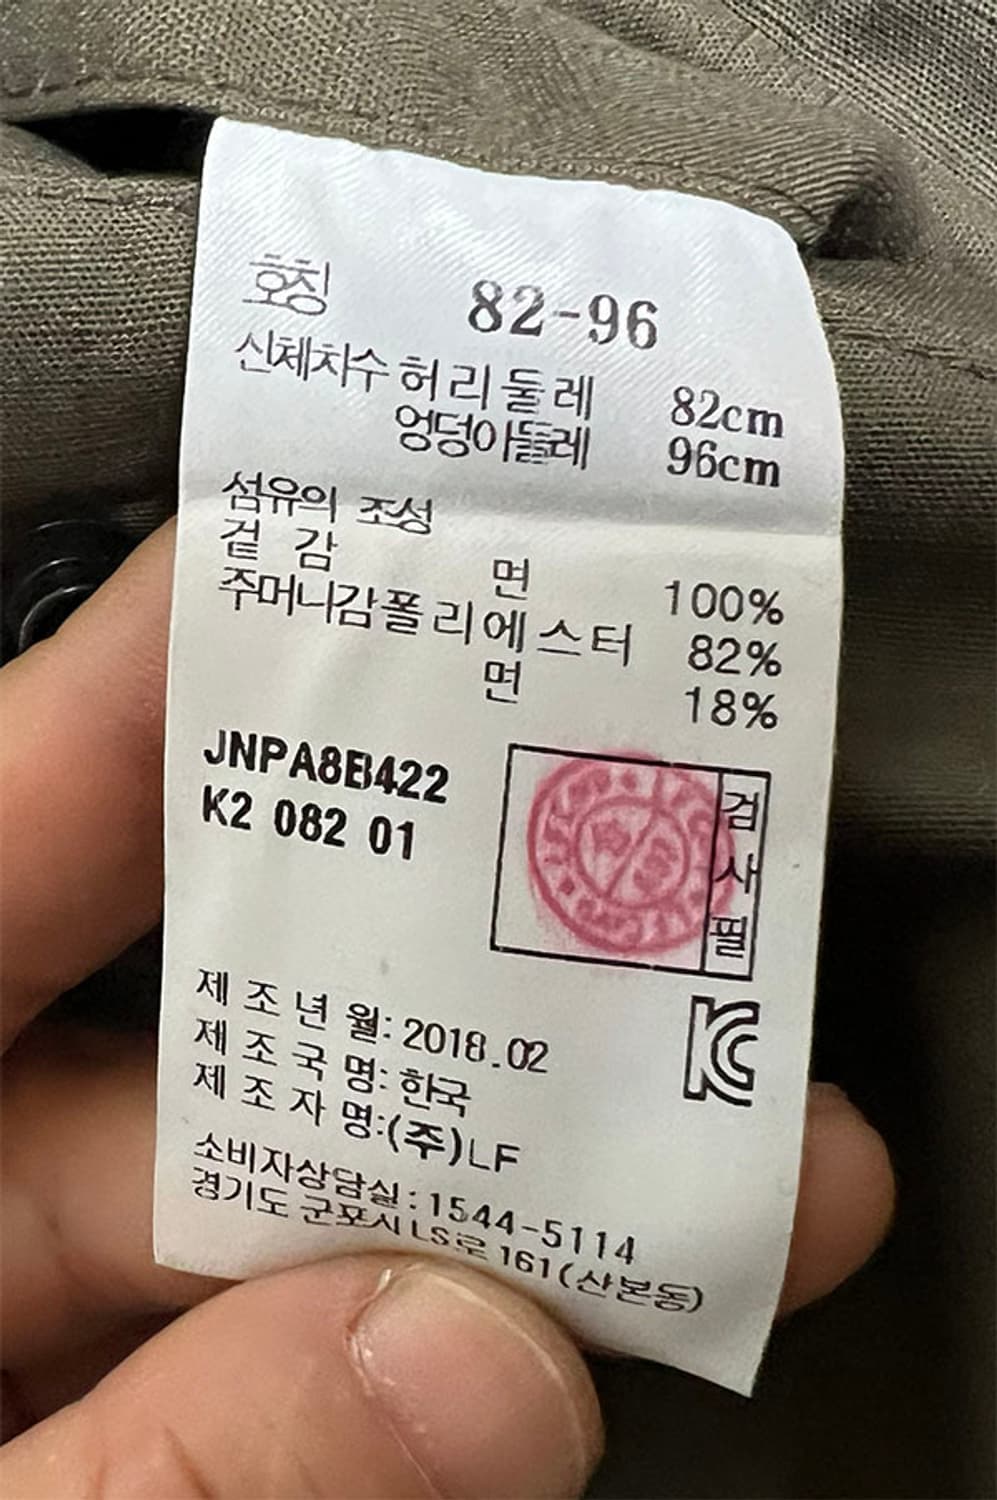 호칭 82-96
신체치수 허리둘레 82cm
엉덩이둘레 96cm
섬유의 조성
겉감 면 100%
주머니감 폴리에스터 82%
면 18%
JNPA8B422
K2 082 01
검사필
KC
제조년월: 2018.02
제조국명: 한국
제조자명:(주)LF
소비자상담실: 1544-5114
경기도 군포시 LS로 161(산본동)